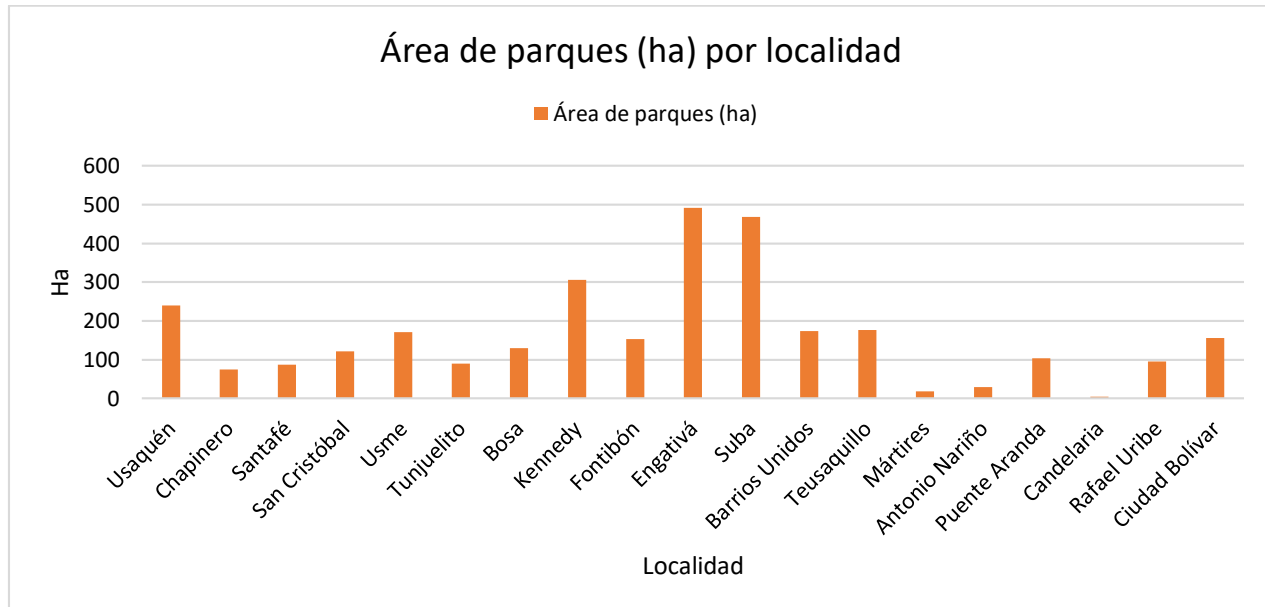 Área de parques (ha) por localidad
Área de parques (ha)
600
500
400
300
200
100
0
Ha
Usaquén
Chapinero
Santafé
San Cristóbal
Usme
Tunjuelito
Bosa
Kennedy
Fontibón
Engativá
Suba
Barrios Unidos
Teusaquillo
Mártires
Antonio Nariño
Puente Aranda
Candelaria
Rafael Uribe
Ciudad Bolívar
Localidad